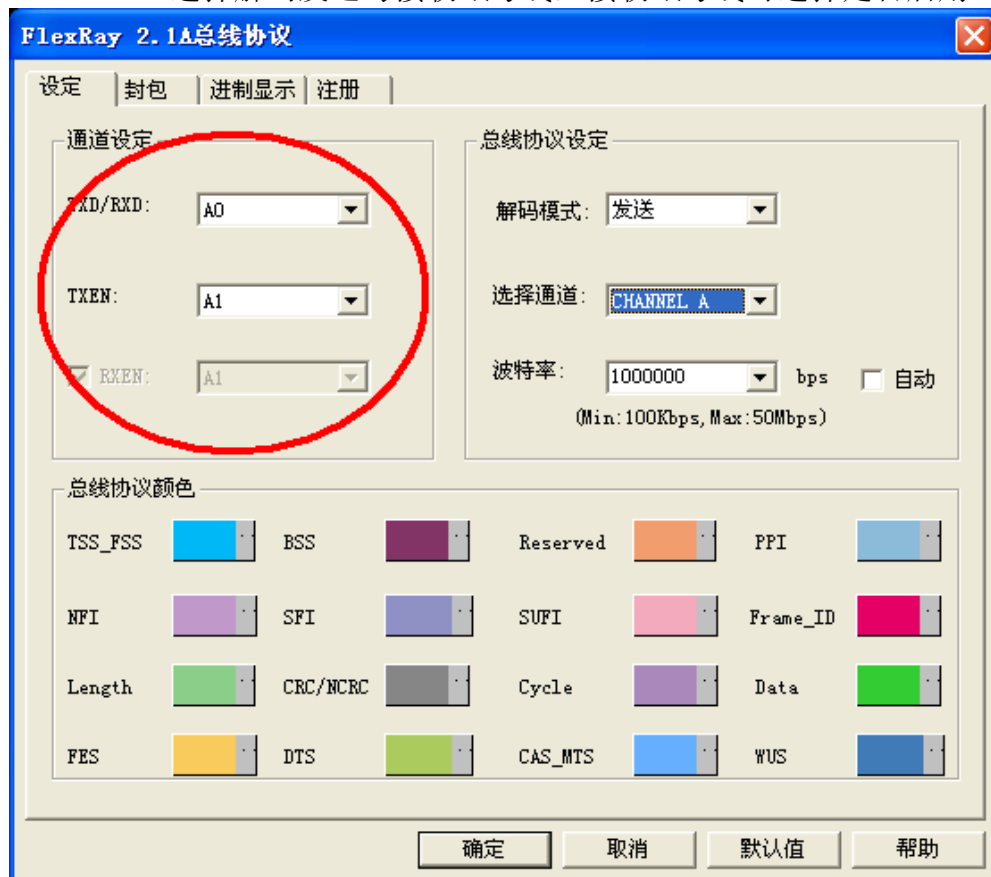 FlexRay 2.1A总线协议
设定 封包 进制显示 注册
通道设定
TXD/RXD: A0
TXEN: A1
RXEN: A1
总线协议设定
解码模式: 发送
选择通道: CHANNEL A
波特率: 1000000 bps 自动
(Min:100Kbps,Max:50Mbps)
总线协议颜色
TSS_FSS BSS Reserved PPI
NFI SFI SUFI Frame_ID
Length CRC/NCRC Cycle Data
FES DTS CAS_MTS WUS
确定 取消 默认值 帮助